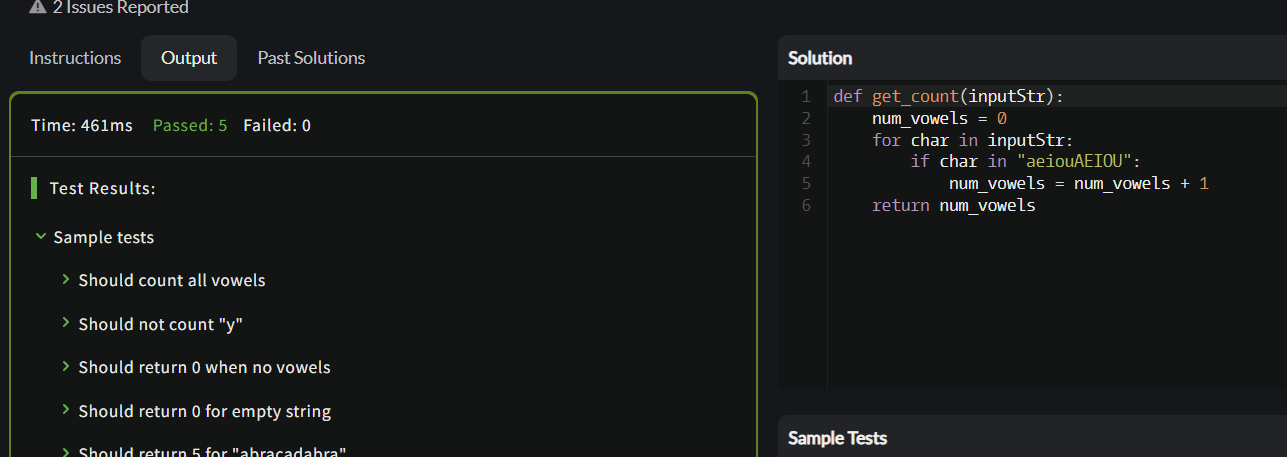 2 Issues Reported
Instructions Output Past Solutions
Time: 461ms Passed: 5 Failed: 0
Test Results:
Sample tests
Should count all vowels
Should not count "y"
Should return 0 when no vowels
Should return 0 for empty string
Should return 5 for "abracadabra"
Solution
1 def get_count(inputStr):
2     num_vowels = 0
3     for char in inputStr:
4         if char in "aeiouAEIOU":
5             num_vowels = num_vowels + 1
6     return num_vowels
Sample Tests